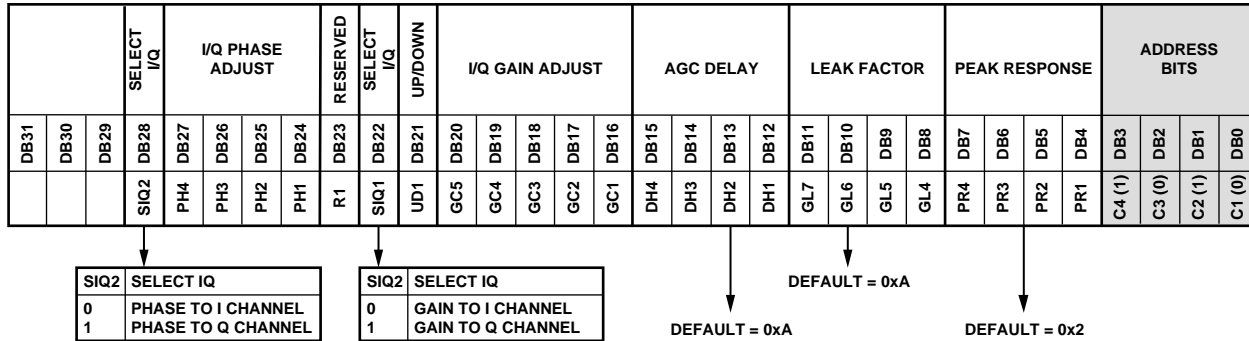 SELECT I/Q
I/Q PHASE ADJUST
RESERVED
SELECT I/Q
UP/DOWN
I/Q GAIN ADJUST
AGC DELAY
LEAK FACTOR
PEAK RESPONSE
ADDRESS BITS
DB31 DB30 DB29 DB28 DB27 DB26 DB25 DB24 DB23 DB22 DB21 DB20 DB19 DB18 DB17 DB16 DB15 DB14 DB13 DB12 DB11 DB10 DB9 DB8 DB7 DB6 DB5 DB4 DB3 DB2 DB1 DB0
SIQ2 PH4 PH3 PH2 PH1 R1 SIQ1 UD1 GC5 GC4 GC3 GC2 GC1 DH4 DH3 DH2 DH1 GL7 GL6 GL5 GL4 PR4 PR3 PR2 PR1 C4 (1) C3 (0) C2 (1) C1 (0)
SIQ2 SELECT IQ
0 PHASE TO I CHANNEL
1 PHASE TO Q CHANNEL
SIQ2 SELECT IQ
0 GAIN TO I CHANNEL
1 GAIN TO Q CHANNEL
DEFAULT = 0xA
DEFAULT = 0xA
DEFAULT = 0x2